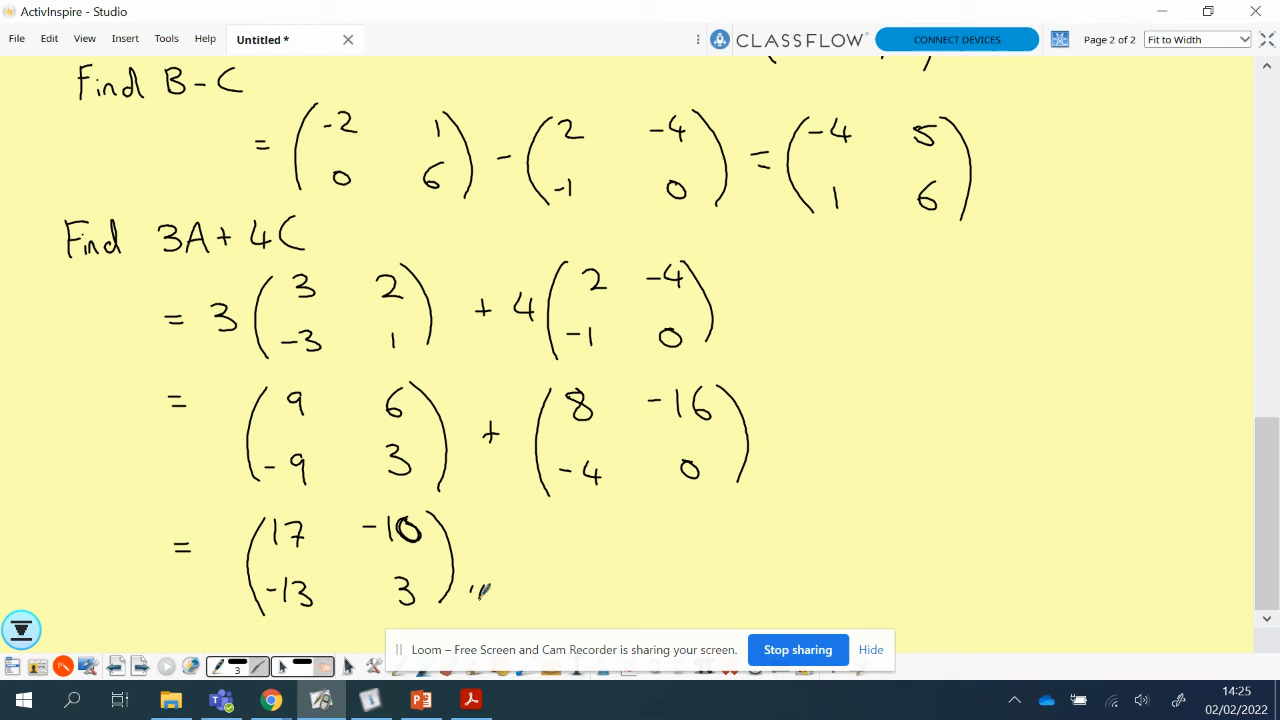 ActivInspire - Studio
File Edit View Insert Tools Help Untitled * CLASSFLOW CONNECT DEVICES Page 2 of 2 Fit to Width
Find B - C
= ( -2 1 ) - ( 2 -4 ) = ( -4 5 )
( 0 6 ) ( -1 0 ) ( 1 6 )
Find 3A + 4C
= 3 ( 3 2 ) + 4 ( 2 -4 )
( -3 1 ) ( -1 0 )
= ( 9 6 ) + ( 8 -16 )
( -9 3 ) ( -4 0 )
= ( 17 -10 )
( -13 3 )
Loom – Free Screen and Cam Recorder is sharing your screen. Stop sharing Hide
3
14:25
02/02/2022